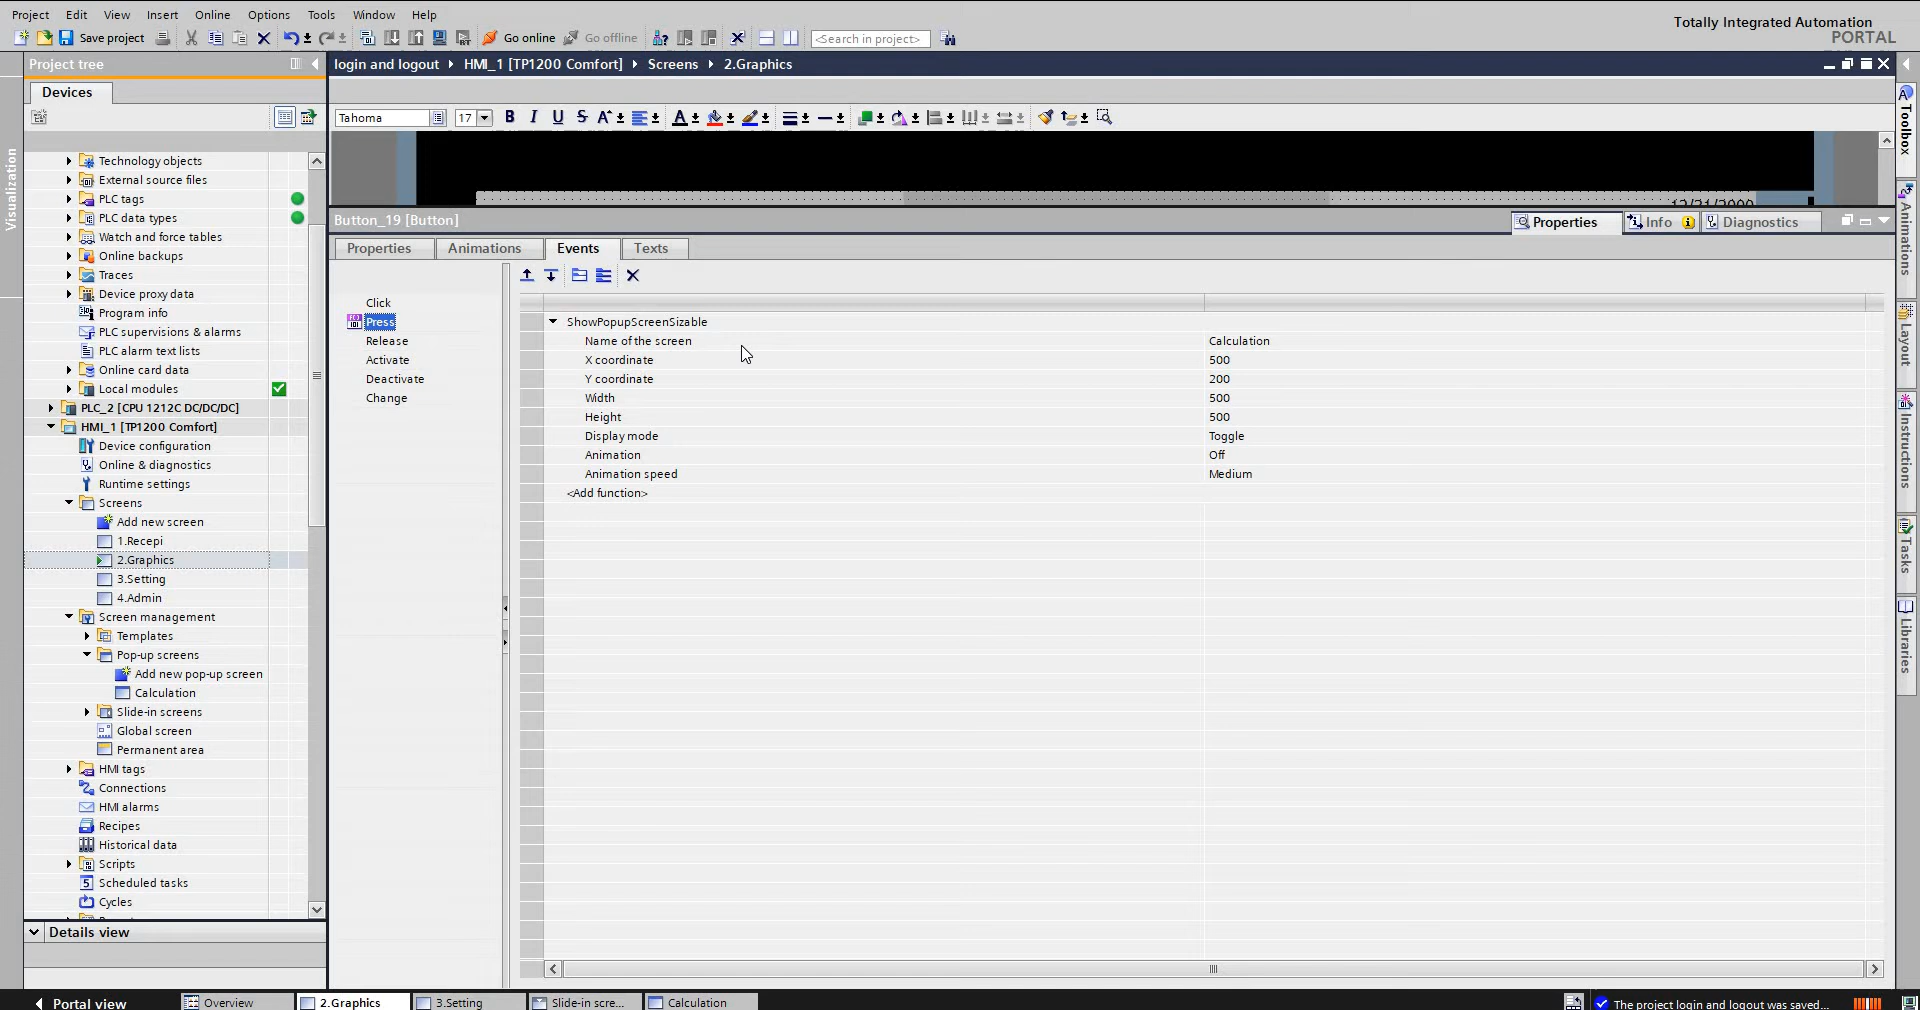 Project Edit View Insert Online Options Tools Window Help
Totally Integrated Automation
PORTAL
Save project
Go online
Go offline
<Search in project>
Project tree
login and logout HMI_1 [TP1200 Comfort] Screens 2.Graphics
Devices
Tahoma
17
B I U S A
Visualization
Technology objects
External source files
PLC tags
PLC data types
Watch and force tables
Online backups
Traces
Device proxy data
Program info
PLC supervisions & alarms
PLC alarm text lists
Online card data
Local modules
PLC_2 [CPU 1212C DC/DC/DC]
HMI_1 [TP1200 Comfort]
Device configuration
Online & diagnostics
Runtime settings
Screens
Add new screen
1.Recepi
2.Graphics
3.Setting
4.Admin
Screen management
Templates
Pop-up screens
Add new pop-up screen
Calculation
Slide-in screens
Global screen
Permanent area
HMI tags
Connections
HMI alarms
Recipes
Historical data
Scripts
Scheduled tasks
Cycles
Details view
12/31/2000
Button_19 [Button]
Properties
Info
Diagnostics
Properties Animations Events Texts
Click
Press
Release
Activate
Deactivate
Change
ShowPopupScreenSizable
Name of the screen Calculation
X coordinate 500
Y coordinate 200
Width 500
Height 500
Display mode Toggle
Animation Off
Animation speed Medium
<Add function>
Toolbox
Animations
Layout
Instructions
Tasks
Libraries
Portal view
Overview
2.Graphics
3.Setting
Slide-in scre...
Calculation
The project login and logout was saved...